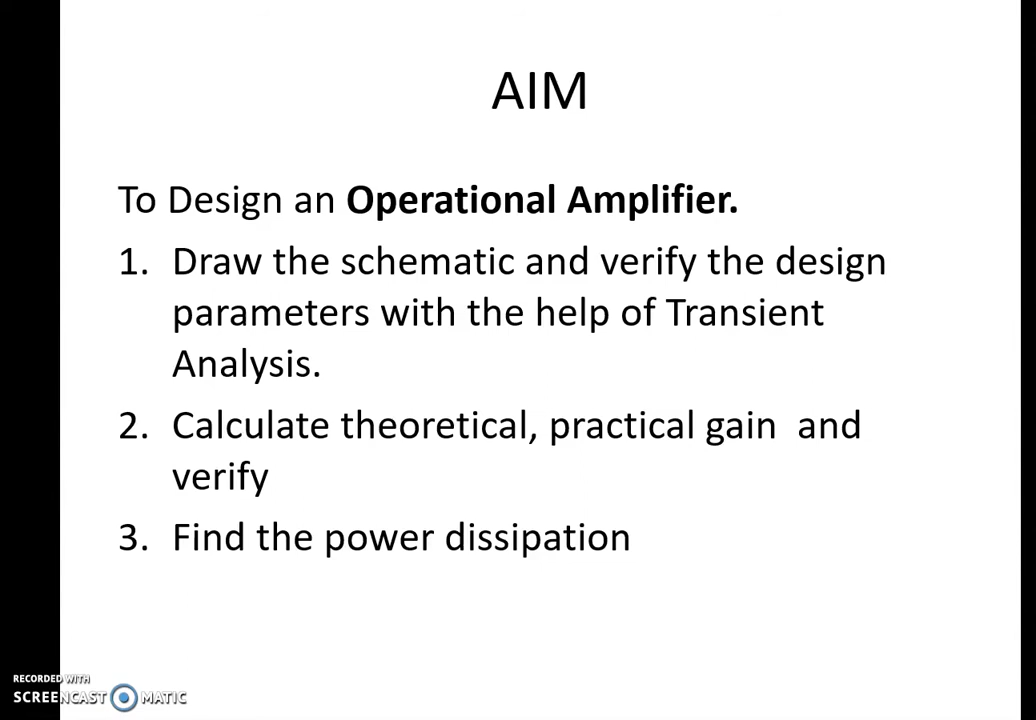 AIM
To Design an Operational Amplifier.
1. Draw the schematic and verify the design
parameters with the help of Transient
Analysis.
2. Calculate theoretical, practical gain  and
verify
3. Find the power dissipation
RECORDED WITH
SCREENCAST MATIC